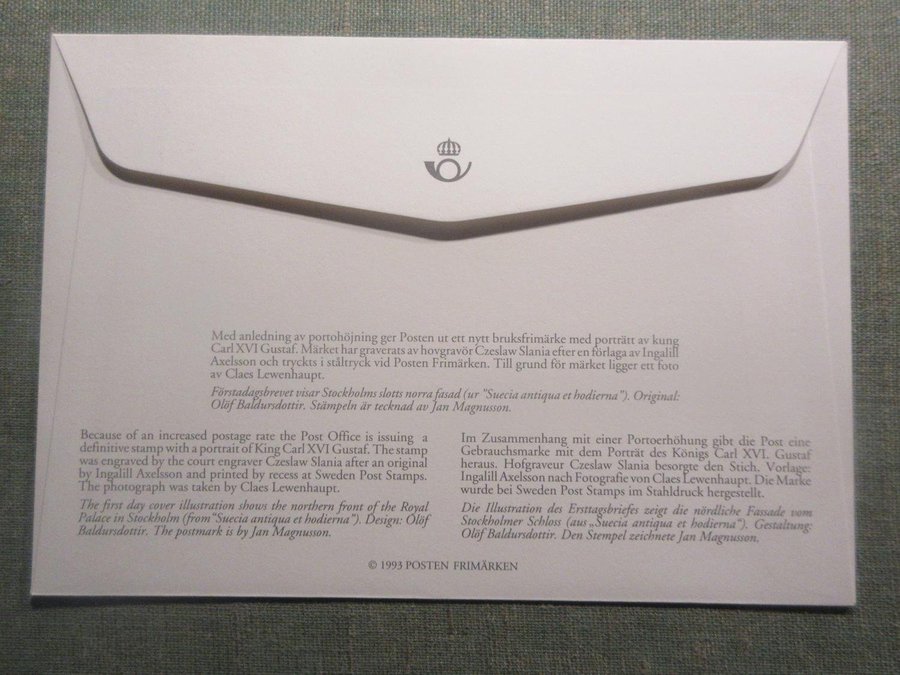 Med anledning av portohöjning ger Posten ut ett nytt bruksfrimärke med porträtt av kung
Carl XVI Gustaf. Märket har graverats av hovgravör Czeslaw Slania efter en förlaga av Ingalill
Axelsson och tryckts i ståltryck vid Posten Frimärken. Till grund för märket ligger ett foto
av Claes Lewenhaupt.
Förstadagsbrevet visar Stockholms slotts norra fasad (ur "Suecia antiqua et hodierna"). Original:
Olöf Baldursdottir. Stämpeln är tecknad av Jan Magnusson.
Because of an increased postage rate the Post Office is issuing a
definitive stamp with a portrait of King Carl XVI Gustaf. The stamp
was engraved by the court engraver Czeslaw Slania after an original
by Ingalill Axelsson and printed by recess at Sweden Post Stamps.
The photograph was taken by Claes Lewenhaupt.
The first day cover illustration shows the northern front of the Royal
Palace in Stockholm (from "Suecia antiqua et hodierna"). Design: Olöf
Baldursdottir. The postmark is by Jan Magnusson.
Im Zusammenhang mit einer Portoerhöhung gibt die Post eine
Gebrauchsmarke mit dem Porträt des Königs Carl XVI. Gustaf
heraus. Hofgraveur Czeslaw Slania besorgte den Stich. Vorlage:
Ingalill Axelsson nach Fotografie von Claes Lewenhaupt. Die Marke
wurde bei Sweden Post Stamps im Stahldruck hergestellt.
Die Illustration des Ersttagsbriefes zeigt die nördliche Fassade vom
Stockholmer Schloss (aus „Suecia antiqua et hodierna"). Gestaltung:
Olöf Baldursdottir. Den Stempel zeichnete Jan Magnusson.
© 1993 POSTEN FRIMÄRKEN